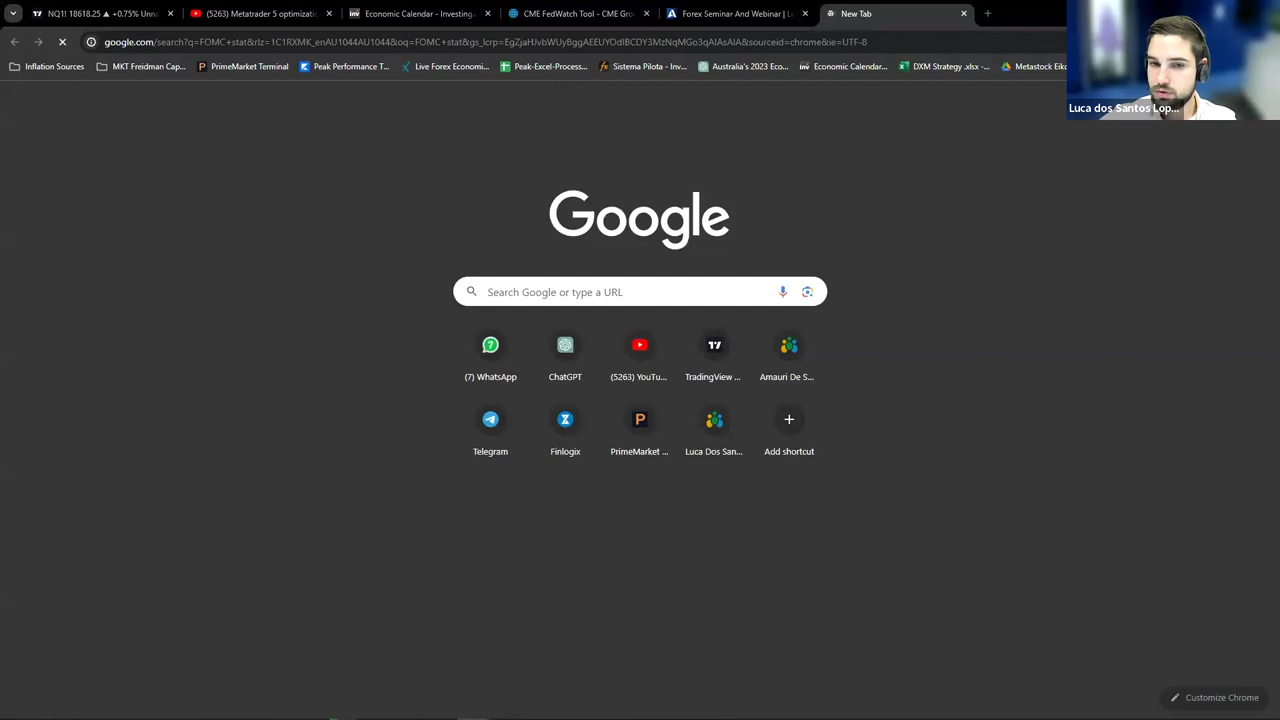 NQ1! 18618.25 ▲ +0.75% Unna
(5263) Metatrader 5 optimizatio
Economic Calendar - Investing.
CME FedWatch Tool - CME Gro
Forex Seminar And Webinar | Le
New Tab
google.com/search?q=FOMC+stat&rlz=1C1RXMK_enAU1044AU1044&oq=FOMC+stat&gs_lcrp=EgZjaHJvbWUyBggAEEUYOdIBCDY3MzNqMGo3qAIAsAIA&sourceid=chrome&ie=UTF-8
Inflation Sources
MKT Freidman Cap...
PrimeMarket Terminal
Peak Performance T...
Live Forex Econo...
Peak-Excel-Process...
Sistema Pilota - Inv...
Australia's 2023 Eco...
Economic Calendar...
DXM Strategy .xlsx -...
Metastock Eiko
Luca dos Santos Lop...
Google
Search Google or type a URL
(7) WhatsApp
ChatGPT
(5263) YouTu...
TradingView ...
Amauri De S...
Telegram
Finlogix
PrimeMarket ...
Luca Dos San...
Add shortcut
Customize Chrome